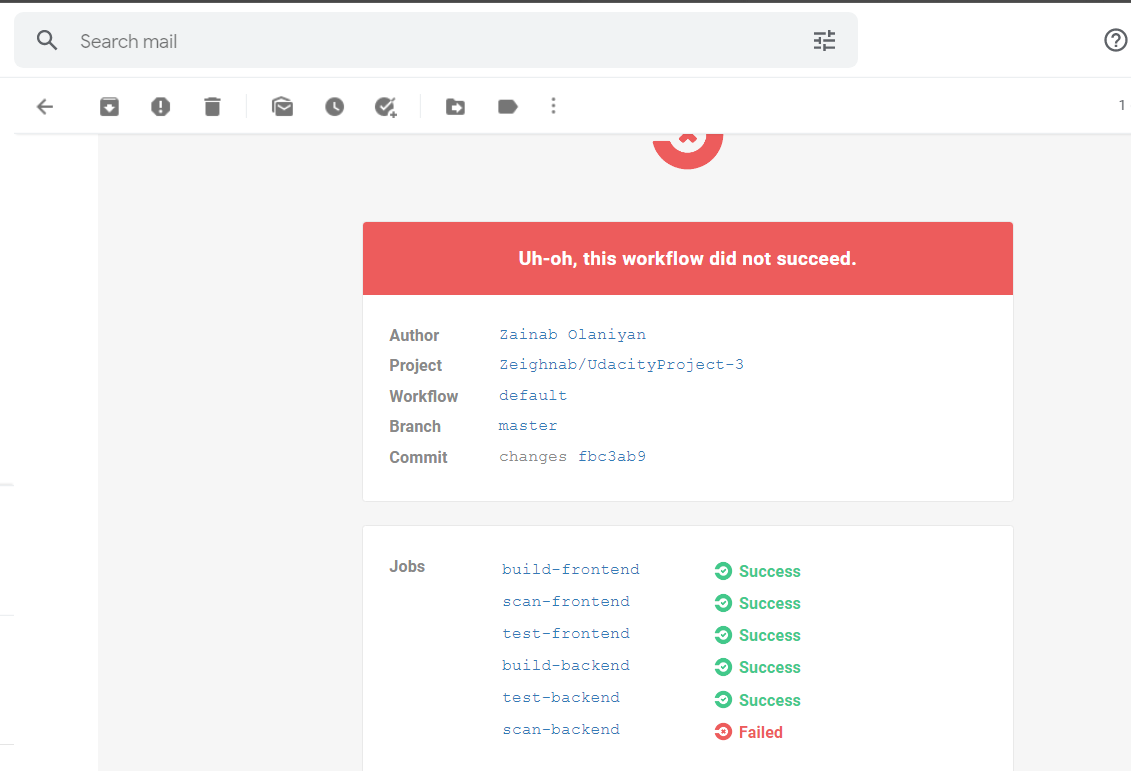 Search mail
1
Uh-oh, this workflow did not succeed.
Author Zainab Olaniyan
Project Zeighnab/UdacityProject-3
Workflow default
Branch master
Commit changes fbc3ab9
Jobs build-frontend Success
scan-frontend Success
test-frontend Success
build-backend Success
test-backend Success
scan-backend Failed